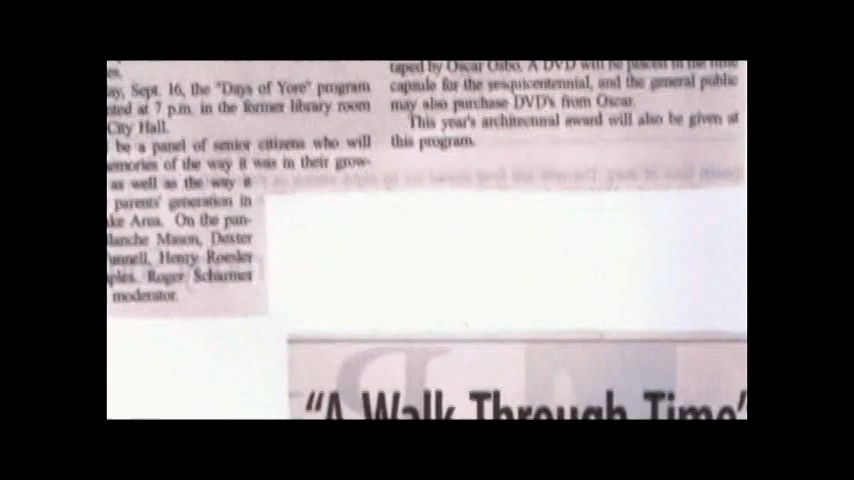 es.
ay, Sept. 16, the "Days of Yore" program
nted at 7 p.m. in the former library room
City Hall.
be a panel of senior citizens who will
emories of the way it was in their grow-
as well as the way it
parents' generation in
ke Area. On the pan-
lanche Mason, Dexter
unnell, Henry Roesler
ples. Roger Scharmer
moderator.
taped by Oscar Osbo. A DVD will be placed in the time
capsule for the sesquicentennial, and the general public
may also purchase DVD's from Oscar.
This year's architectural award will also be given at
this program.
"A Walk Through Time"